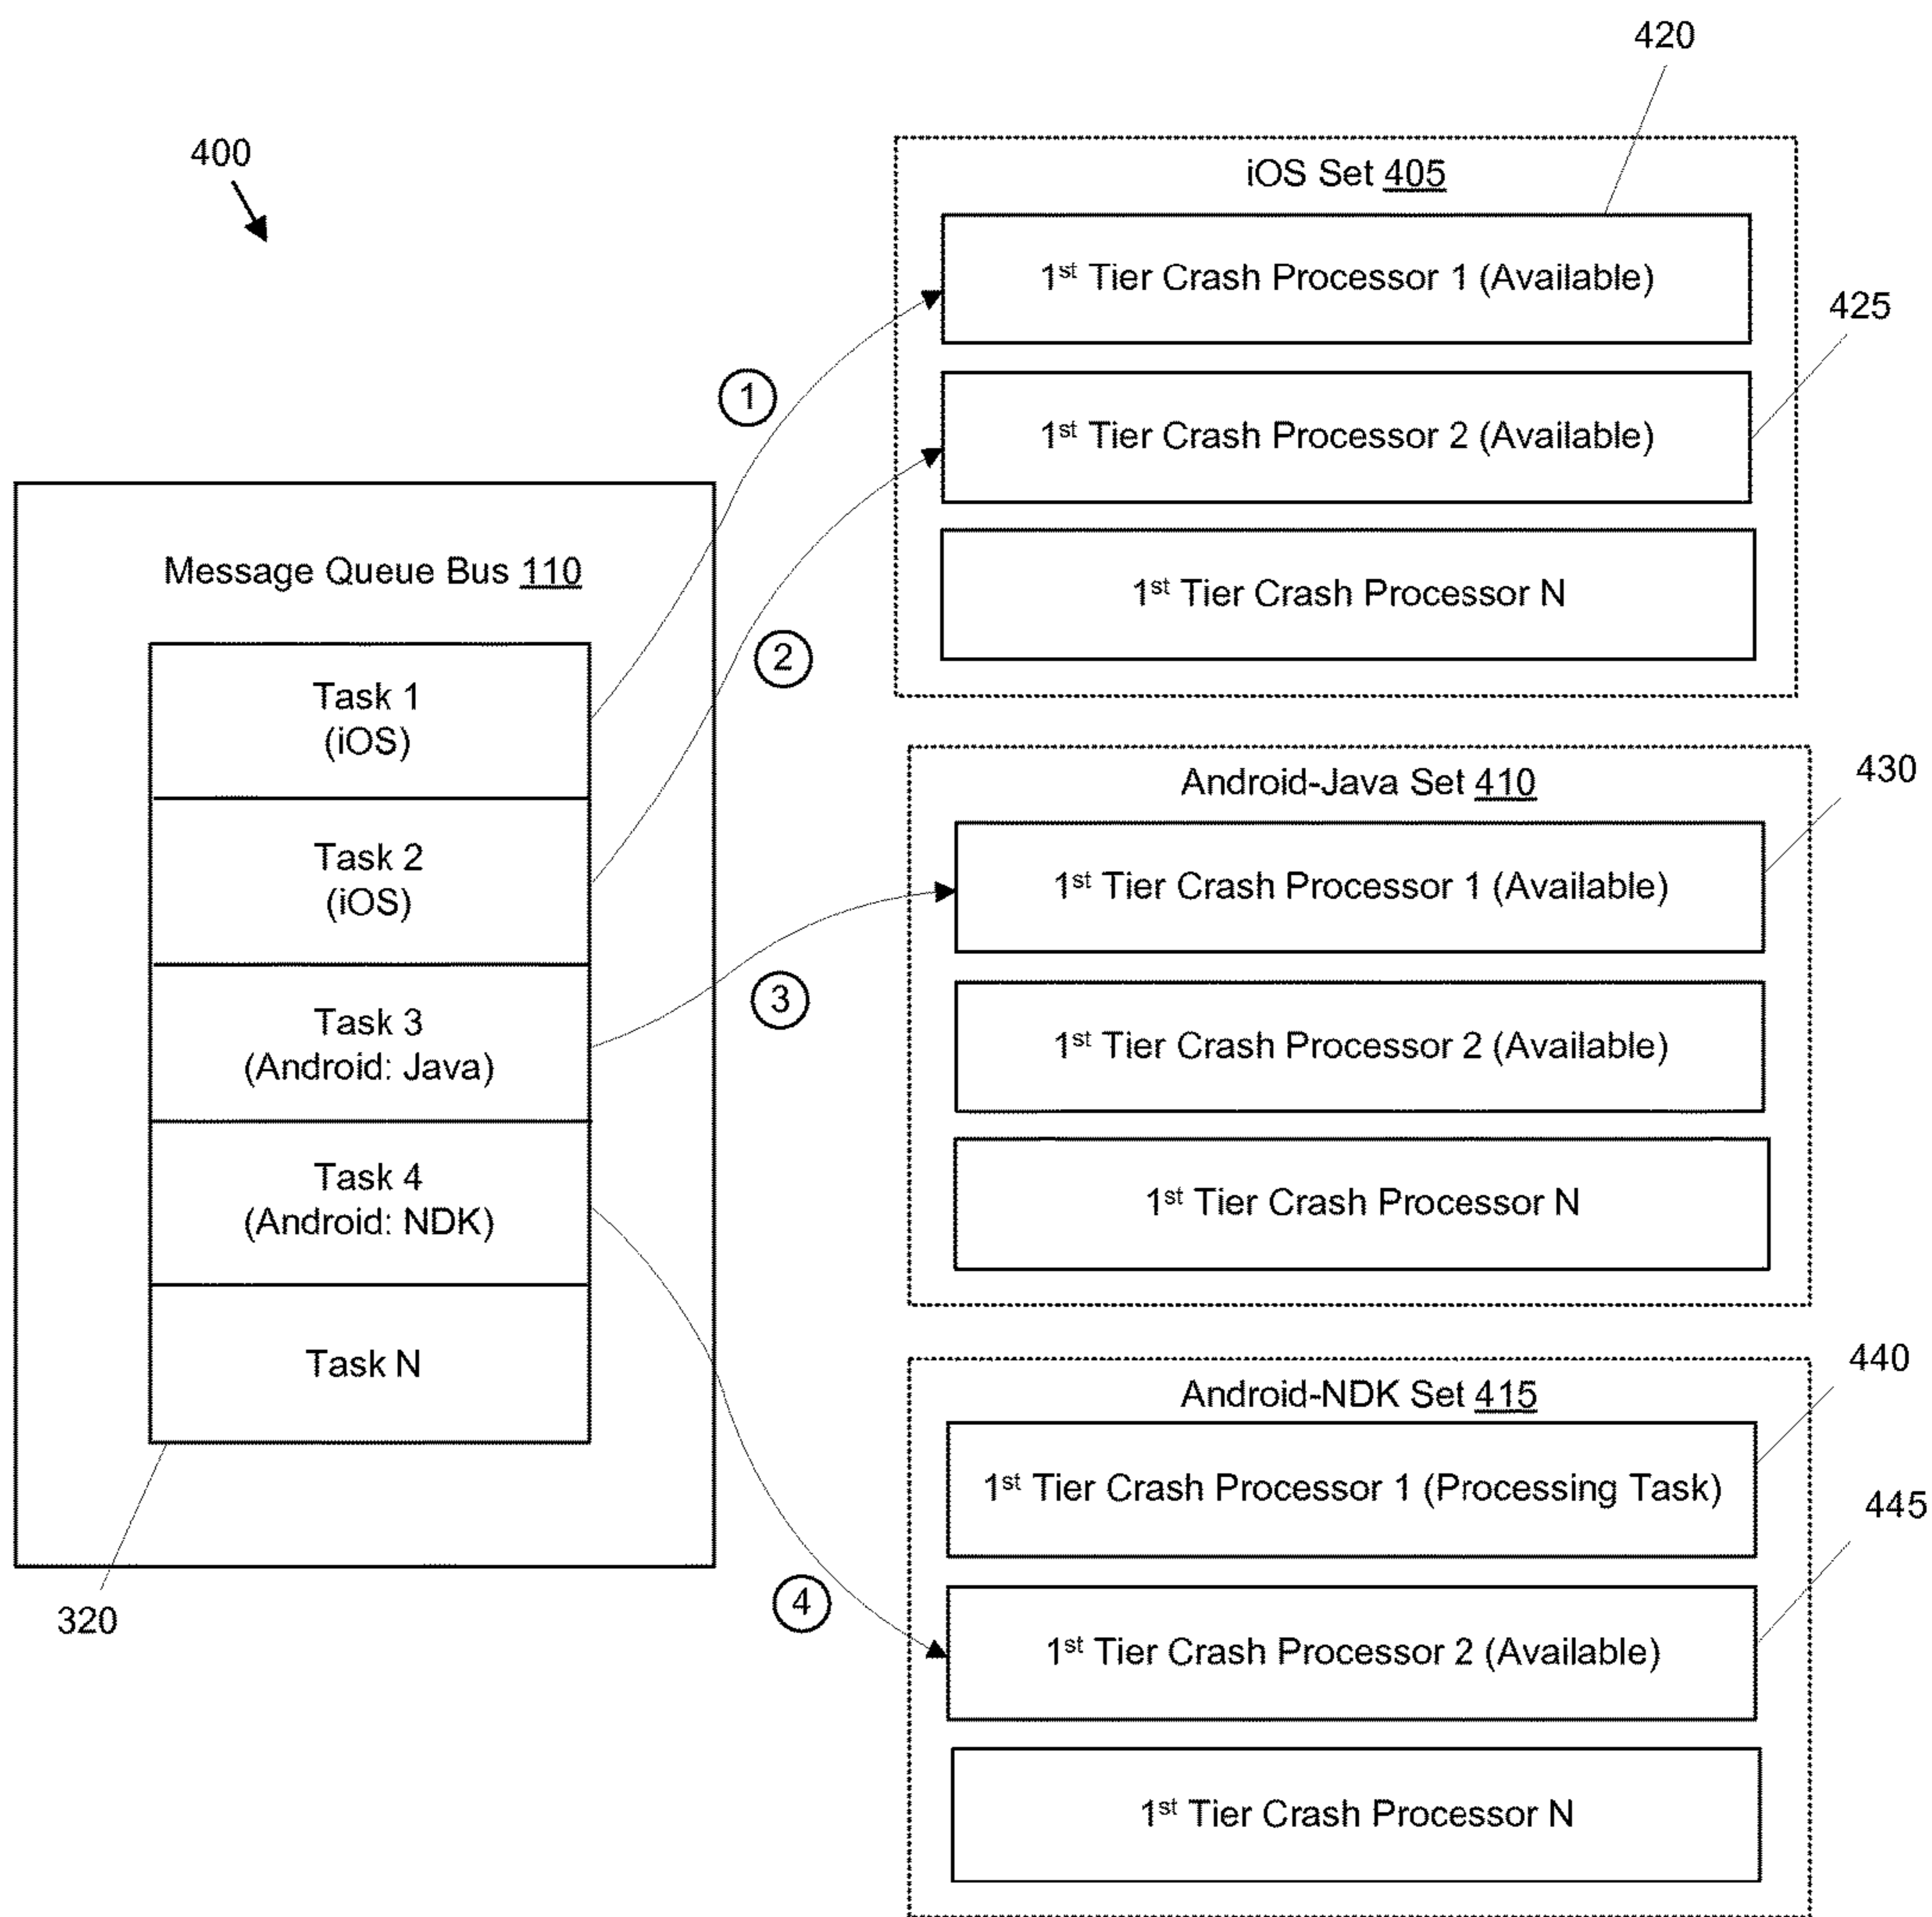 420
400
iOS Set 405
1st Tier Crash Processor 1 (Available)
425
1
1st Tier Crash Processor 2 (Available)
Message Queue Bus 110
1st Tier Crash Processor N
2
Task 1
(iOS)
Android-Java Set 410
430
Task 2
(iOS)
1st Tier Crash Processor 1 (Available)
3
Task 3
(Android: Java)
1st Tier Crash Processor 2 (Available)
Task 4
(Android: NDK)
1st Tier Crash Processor N
Task N
440
Android-NDK Set 415
1st Tier Crash Processor 1 (Processing Task)
445
320
4
1st Tier Crash Processor 2 (Available)
1st Tier Crash Processor N